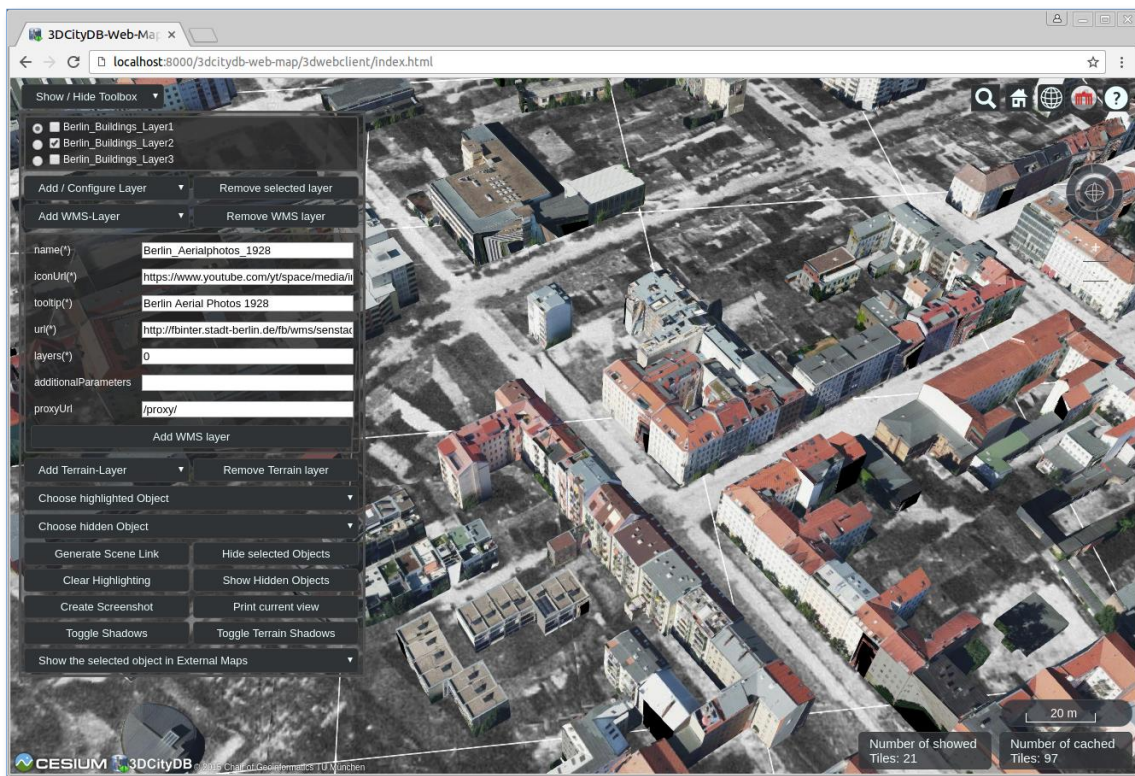 3DCityDB-Web-Map
localhost:8000/3dcitydb-web-map/3dwebclient/index.html
Show / Hide Toolbox
Berlin_Buildings_Layer1
Berlin_Buildings_Layer2
Berlin_Buildings_Layer3
Add / Configure Layer Remove selected layer
Add WMS-Layer Remove WMS layer
name(*) Berlin_Aerialphotos_1928
iconUrl(*) https://www.youtube.com/yt/space/media/i
tooltip(*) Berlin Aerial Photos 1928
url(*) http://fbinter.stadt-berlin.de/fb/wms/senstad
layers(*) 0
additionalParameters
proxyUrl /proxy/
Add WMS layer
Add Terrain-Layer Remove Terrain layer
Choose highlighted Object
Choose hidden Object
Generate Scene Link Hide selected Objects
Clear Highlighting Show Hidden Objects
Create Screenshot Print current view
Toggle Shadows Toggle Terrain Shadows
Show the selected object in External Maps
20 m
Number of showed
Tiles: 21
Number of cached
Tiles: 97
CESIUM 3DCityDB © 2015 Chair of Geoinformatics TU München